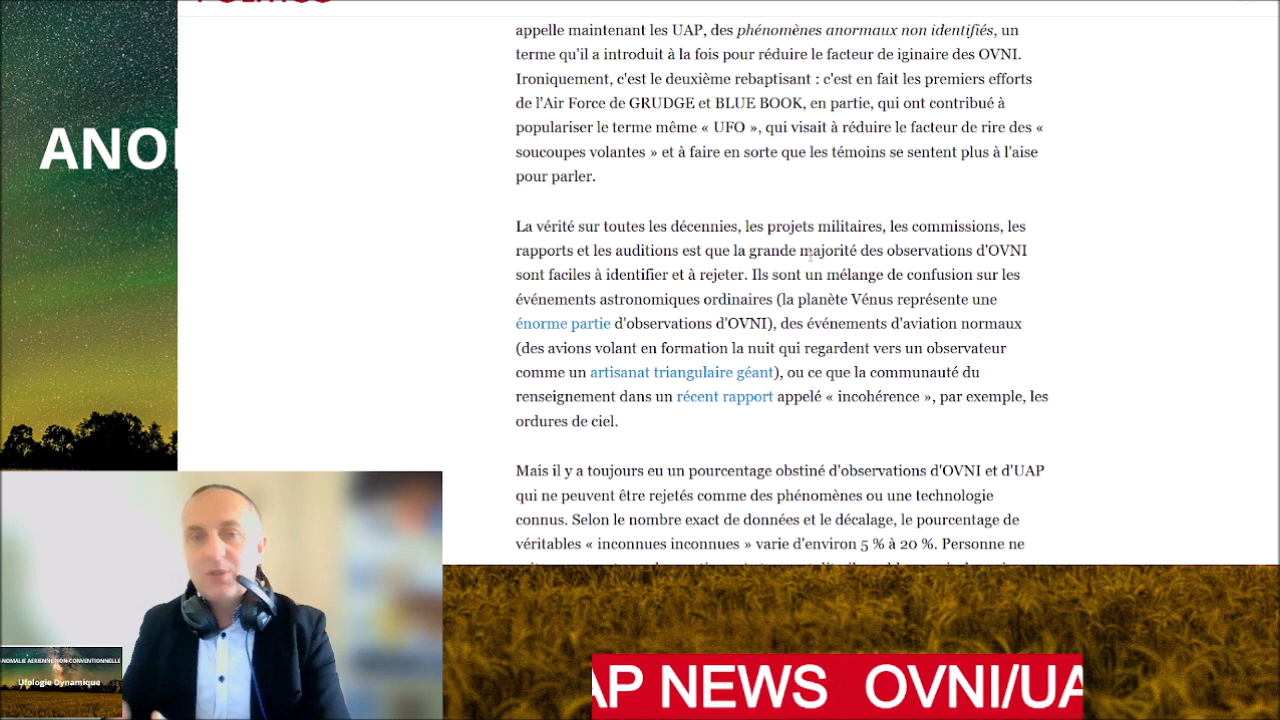 appelle maintenant les UAP, des phénomènes anormaux non identifiés, un
terme qu'il a introduit à la fois pour réduire le facteur de iginaire des OVNI.
Ironiquement, c'est le deuxième rebaptisant : c'est en fait les premiers efforts
de l'Air Force de GRUDGE et BLUE BOOK, en partie, qui ont contribué à
populariser le terme même « UFO », qui visait à réduire le facteur de rire des «
soucoupes volantes » et à faire en sorte que les témoins se sentent plus à l'aise
pour parler.
La vérité sur toutes les décennies, les projets militaires, les commissions, les
rapports et les auditions est que la grande majorité des observations d'OVNI
sont faciles à identifier et à rejeter. Ils sont un mélange de confusion sur les
événements astronomiques ordinaires (la planète Vénus représente une
énorme partie d'observations d'OVNI), des événements d'aviation normaux
(des avions volant en formation la nuit qui regardent vers un observateur
comme un artisanat triangulaire géant), ou ce que la communauté du
renseignement dans un récent rapport appelé « incohérence », par exemple, les
ordures de ciel.
Mais il y a toujours eu un pourcentage obstiné d'observations d'OVNI et d'UAP
qui ne peuvent être rejetés comme des phénomènes ou une technologie
connus. Selon le nombre exact de données et le décalage, le pourcentage de
véritables « inconnues inconnues » varie d'environ 5 % à 20 %. Personne ne
ANO
ANOMALIE AERIENNE NON-CONVENTIONNELLE
Ufologie Dynamique
AP NEWS OVNI/UA